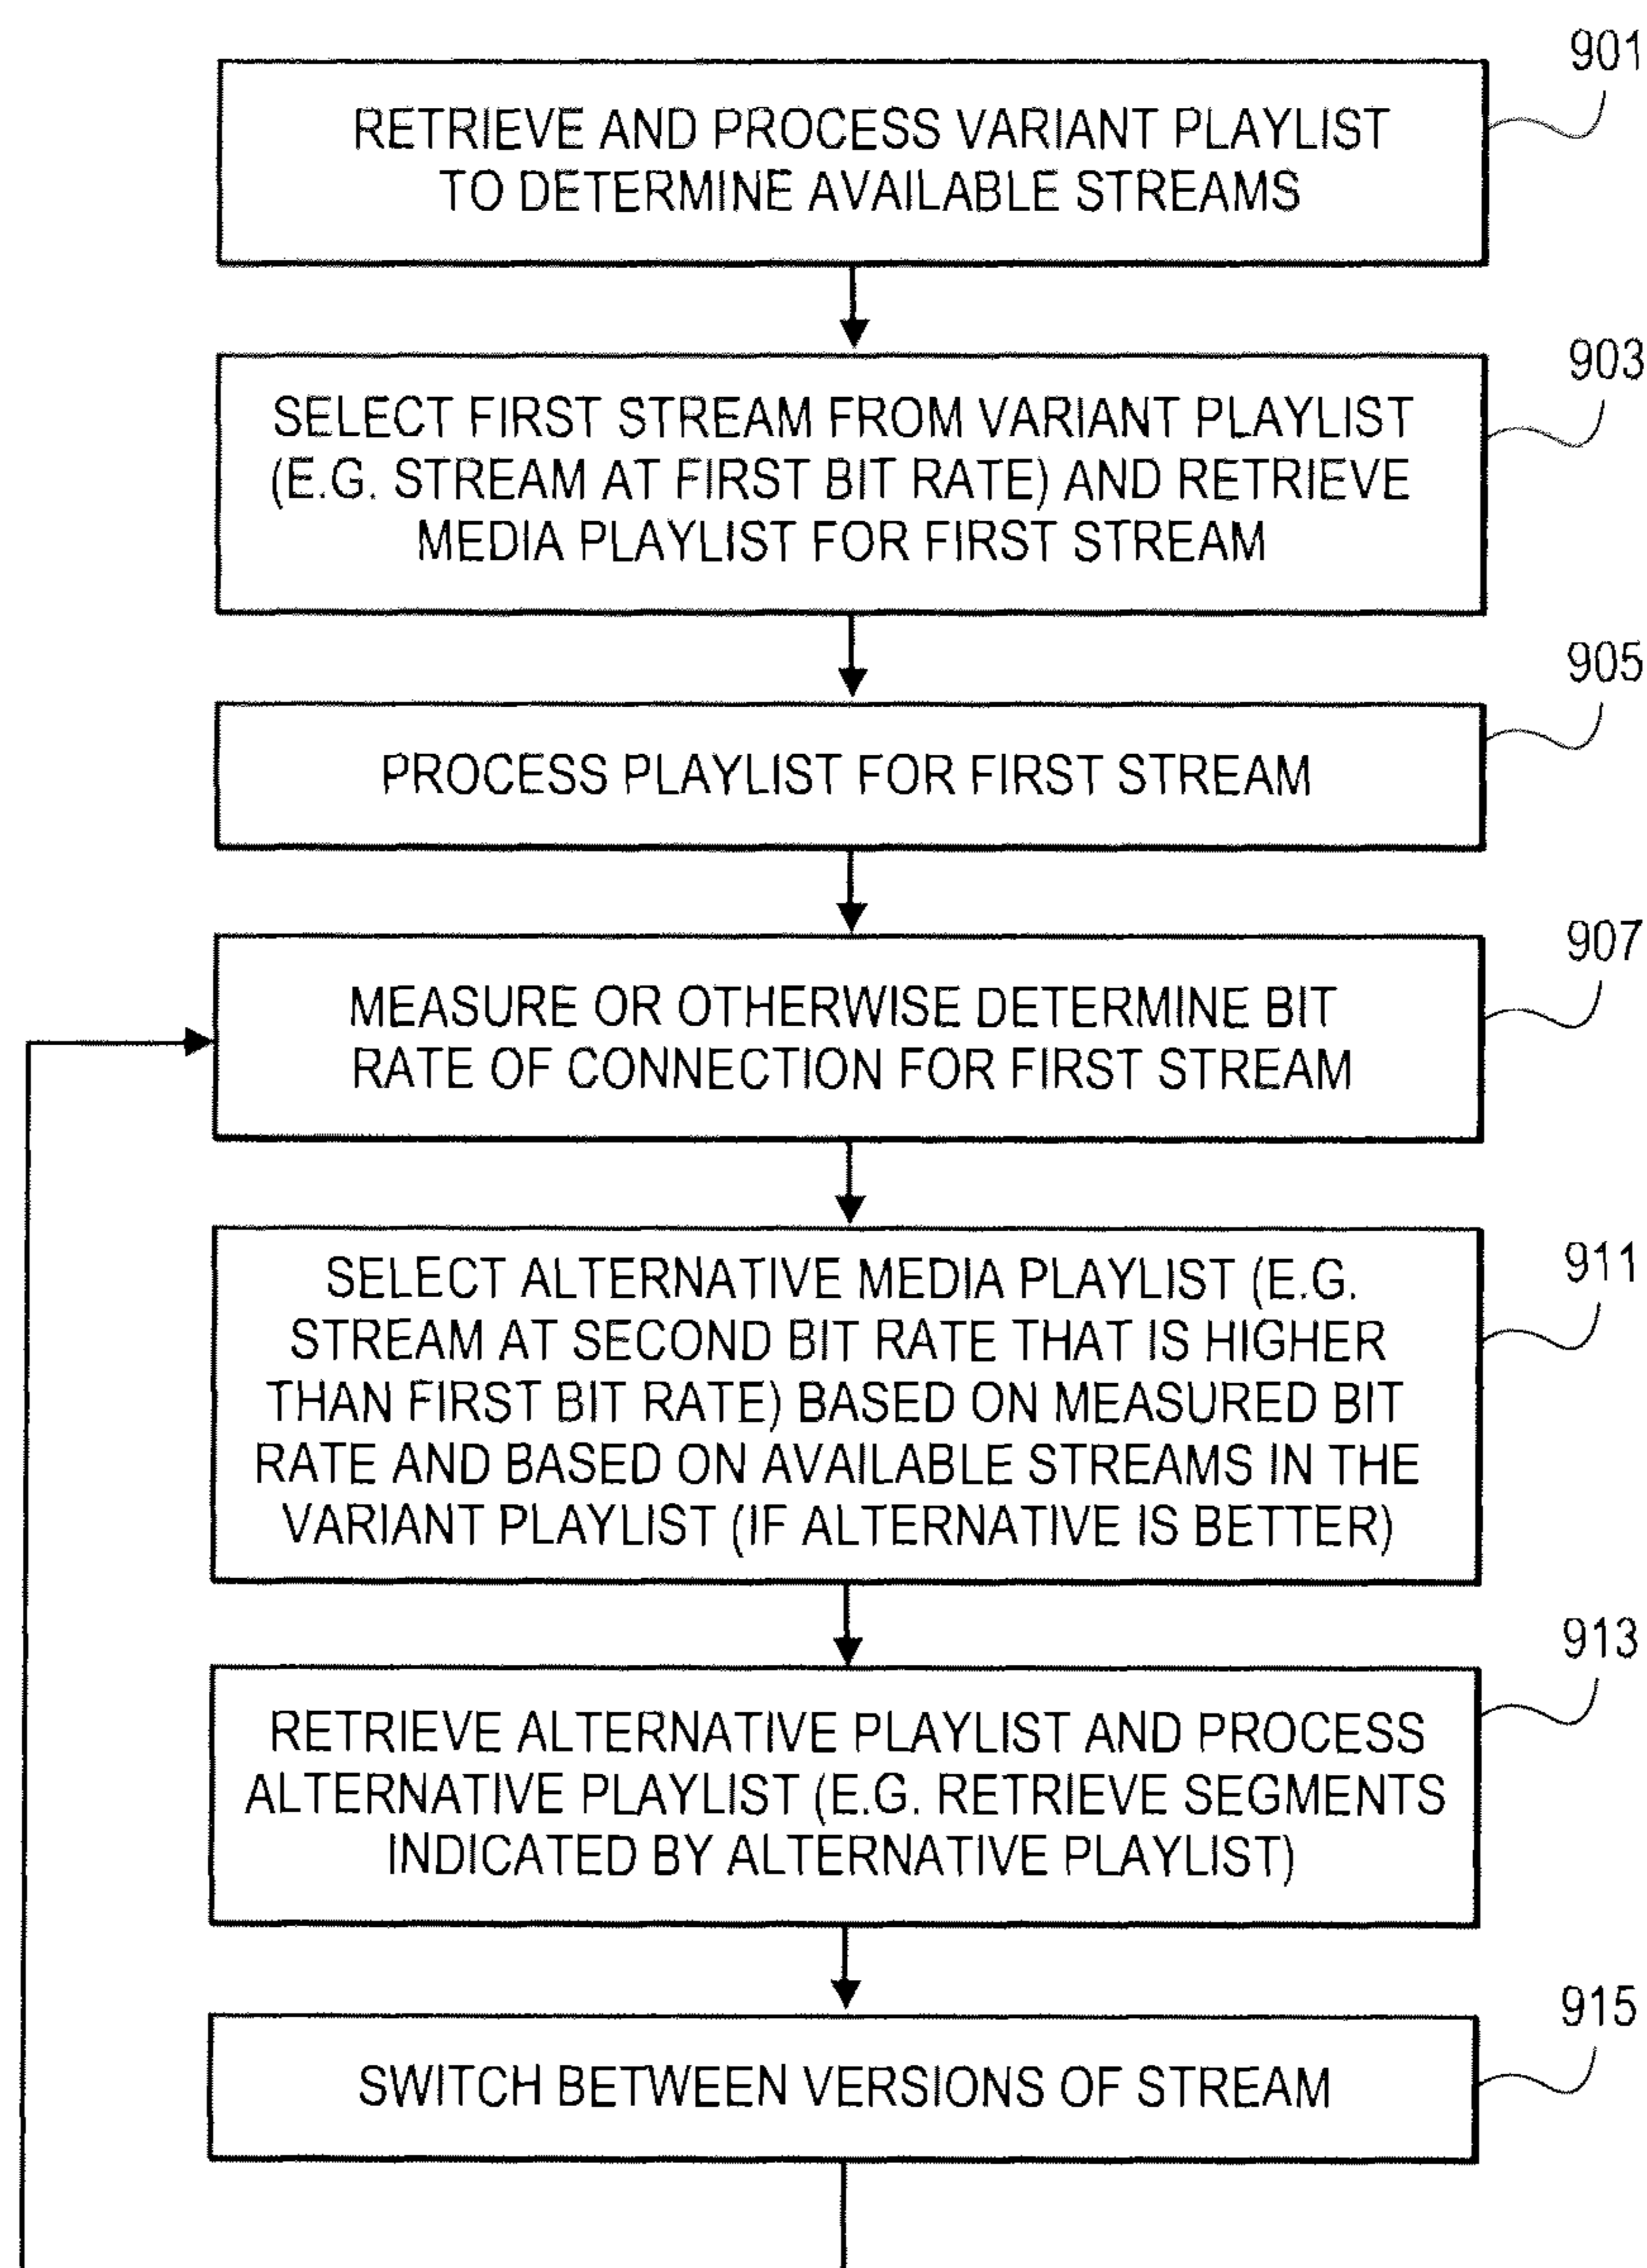 901
RETRIEVE AND PROCESS VARIANT PLAYLIST
TO DETERMINE AVAILABLE STREAMS
903
SELECT FIRST STREAM FROM VARIANT PLAYLIST
(E.G. STREAM AT FIRST BIT RATE) AND RETRIEVE
MEDIA PLAYLIST FOR FIRST STREAM
905
PROCESS PLAYLIST FOR FIRST STREAM
907
MEASURE OR OTHERWISE DETERMINE BIT
RATE OF CONNECTION FOR FIRST STREAM
911
SELECT ALTERNATIVE MEDIA PLAYLIST (E.G.
STREAM AT SECOND BIT RATE THAT IS HIGHER
THAN FIRST BIT RATE) BASED ON MEASURED BIT
RATE AND BASED ON AVAILABLE STREAMS IN THE
VARIANT PLAYLIST (IF ALTERNATIVE IS BETTER)
913
RETRIEVE ALTERNATIVE PLAYLIST AND PROCESS
ALTERNATIVE PLAYLIST (E.G. RETRIEVE SEGMENTS
INDICATED BY ALTERNATIVE PLAYLIST)
915
SWITCH BETWEEN VERSIONS OF STREAM